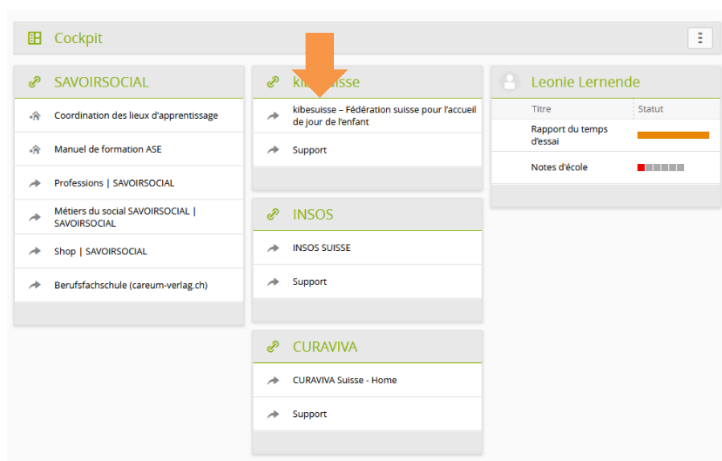 Cockpit
SAVOIRSOCIAL
Coordination des lieux d'apprentissage
Manuel de formation ASE
Professions | SAVOIRSOCIAL
Métiers du social SAVOIRSOCIAL |
SAVOIRSOCIAL
Shop | SAVOIRSOCIAL
Berufsfachschule (careum-verlag.ch)
kibesuisse – Fédération suisse pour l'accueil
de jour de l'enfant
Support
INSOS
INSOS SUISSE
Support
CURAVIVA
CURAVIVA Suisse - Home
Support
Leonie Lernende
Titre Statut
Rapport du temps
d'essai
Notes d'école